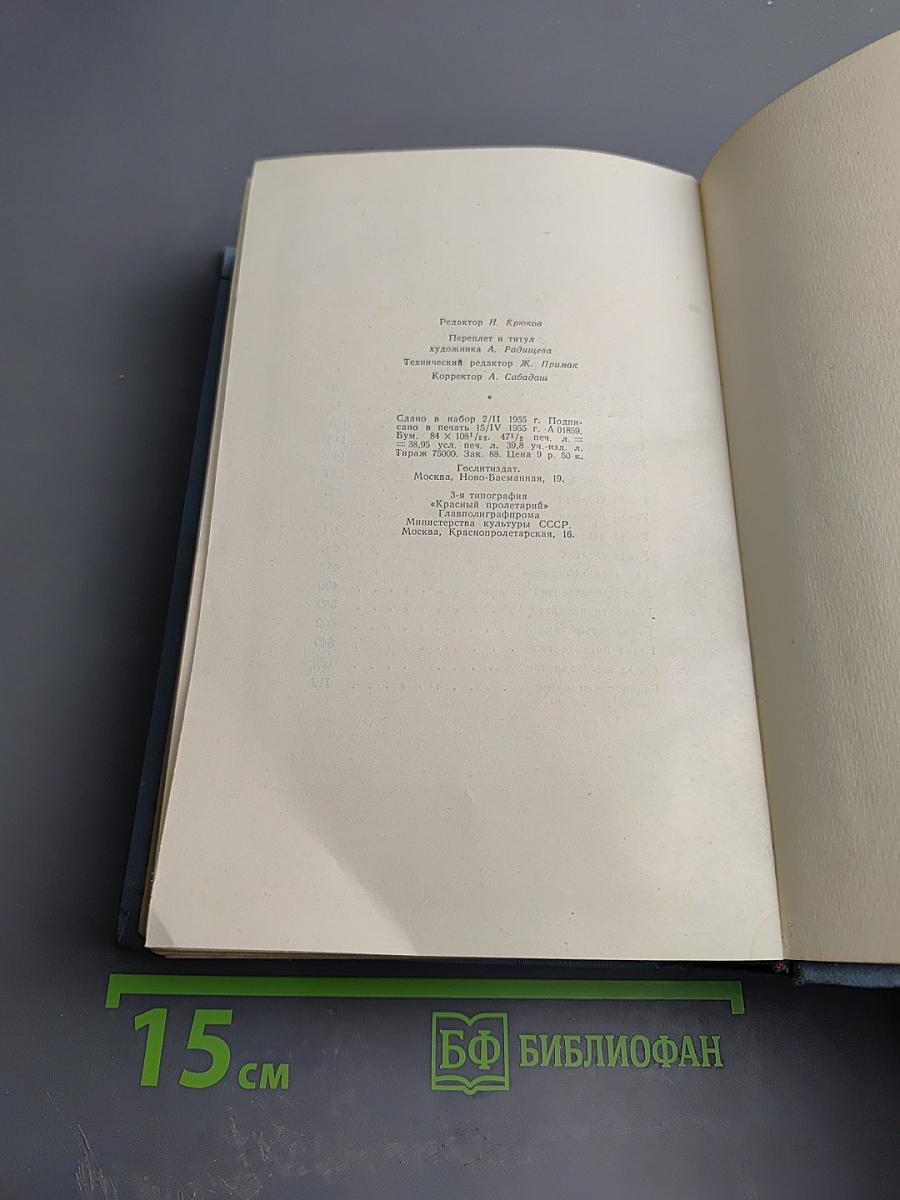 Редактор Н. Крюков
Переплет и титул
художника А. Радищева
Технический редактор Ж. Примак
Корректор А. Сабадаш
*
Сдано в набор 2/II 1955 г. Подпи-
сано в печать 15/IV 1955 г. А 01859.
Бум. 84 × 108¹/₃₂. 47¹/₂ печ. л. =
= 38,95 усл. печ. л. 39,8 уч.-изд. л.
Тираж 75000. Зак. 88. Цена 9 р. 50 к.
Гослитиздат.
Москва, Ново-Басманная, 19.
3-я типография
«Красный пролетарий»
Главполиграфпрома
Министерства культуры СССР.
Москва, Краснопролетарская, 16.
15 см
БФ БИБЛИОФАН